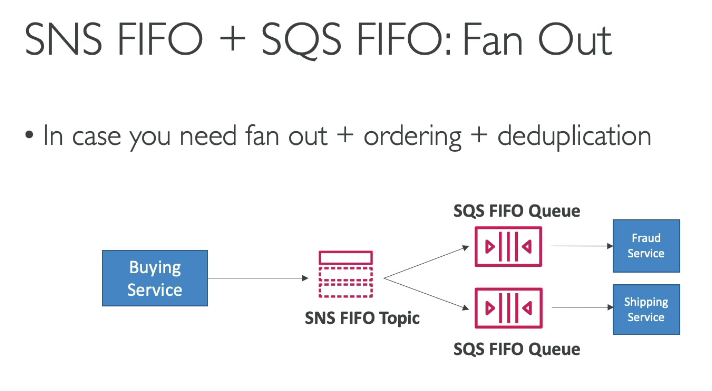 SNS FIFO + SQS FIFO: Fan Out
• In case you need fan out + ordering + deduplication
SQS FIFO Queue
Buying
Service
SNS FIFO Topic
Fraud
Service
Shipping
Service
SQS FIFO Queue